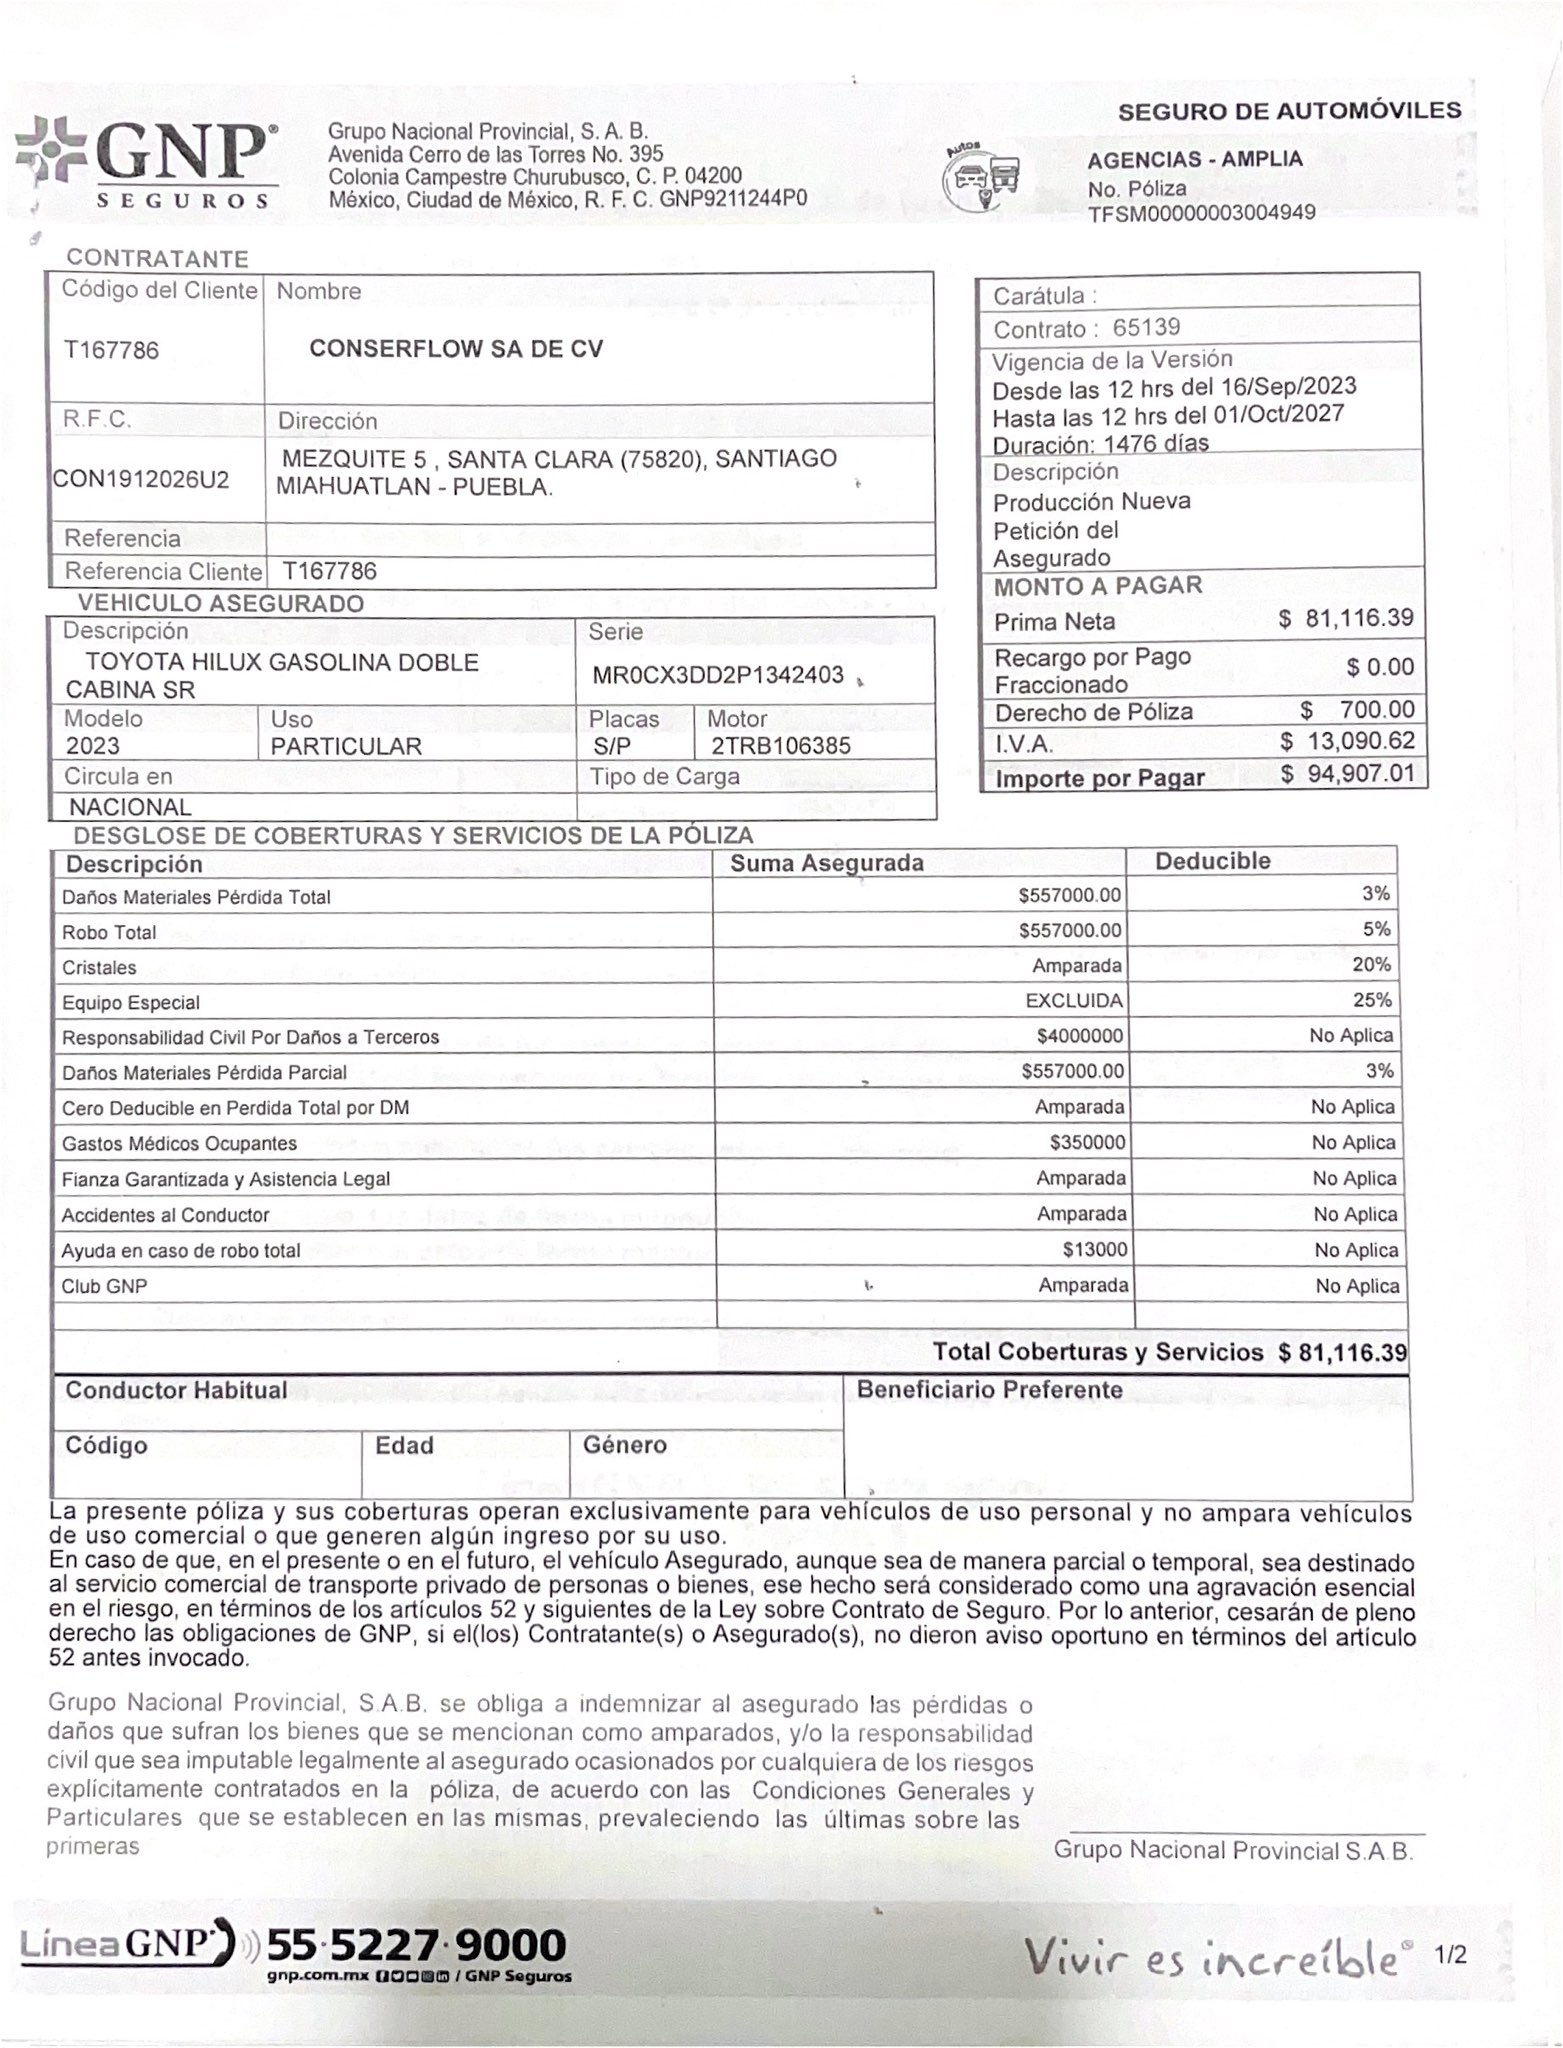 SEGURO DE AUTOMÓVILES
GNP
SEGUROS
Grupo Nacional Provincial, S. A. B.
Avenida Cerro de las Torres No. 395
Colonia Campestre Churubusco, C. P. 04200
México, Ciudad de México, R. F. C. GNP9211244P0
Autos
AGENCIAS - AMPLIA
No. Póliza
TFSM00000003004949
CONTRATANTE
Código del Cliente Nombre
T167786 CONSERFLOW SA DE CV
R.F.C. Dirección
CON1912026U2 MEZQUITE 5 , SANTA CLARA (75820), SANTIAGO
MIAHUATLAN - PUEBLA.
Referencia
Referencia Cliente T167786
Carátula :
Contrato : 65139
Vigencia de la Versión
Desde las 12 hrs del 16/Sep/2023
Hasta las 12 hrs del 01/Oct/2027
Duración: 1476 días
Descripción
Producción Nueva
Petición del
Asegurado
MONTO A PAGAR
Prima Neta $ 81,116.39
Recargo por Pago
Fraccionado $ 0.00
Derecho de Póliza $ 700.00
I.V.A. $ 13,090.62
Importe por Pagar $ 94,907.01
VEHICULO ASEGURADO
Descripción Serie
TOYOTA HILUX GASOLINA DOBLE
CABINA SR MR0CX3DD2P1342403
Modelo Uso Placas Motor
2023 PARTICULAR S/P 2TRB106385
Circula en Tipo de Carga
NACIONAL
DESGLOSE DE COBERTURAS Y SERVICIOS DE LA PÓLIZA
Descripción Suma Asegurada Deducible
Daños Materiales Pérdida Total $557000.00 3%
Robo Total $557000.00 5%
Cristales Amparada 20%
Equipo Especial EXCLUIDA 25%
Responsabilidad Civil Por Daños a Terceros $4000000 No Aplica
Daños Materiales Pérdida Parcial $557000.00 3%
Cero Deducible en Perdida Total por DM Amparada No Aplica
Gastos Médicos Ocupantes $350000 No Aplica
Fianza Garantizada y Asistencia Legal Amparada No Aplica
Accidentes al Conductor Amparada No Aplica
Ayuda en caso de robo total $13000 No Aplica
Club GNP Amparada No Aplica
Total Coberturas y Servicios $ 81,116.39
Conductor Habitual Beneficiario Preferente
Código Edad Género
La presente póliza y sus coberturas operan exclusivamente para vehículos de uso personal y no ampara vehículos
de uso comercial o que generen algún ingreso por su uso.
En caso de que, en el presente o en el futuro, el vehículo Asegurado, aunque sea de manera parcial o temporal, sea destinado
al servicio comercial de transporte privado de personas o bienes, ese hecho será considerado como una agravación esencial
en el riesgo, en términos de los artículos 52 y siguientes de la Ley sobre Contrato de Seguro. Por lo anterior, cesarán de pleno
derecho las obligaciones de GNP, si el(los) Contratante(s) o Asegurado(s), no dieron aviso oportuno en términos del artículo
52 antes invocado.
Grupo Nacional Provincial, S.A.B. se obliga a indemnizar al asegurado las pérdidas o
daños que sufran los bienes que se mencionan como amparados, y/o la responsabilidad
civil que sea imputable legalmente al asegurado ocasionados por cualquiera de los riesgos
explícitamente contratados en la póliza, de acuerdo con las Condiciones Generales y
Particulares que se establecen en las mismas, prevaleciendo las últimas sobre las
primeras
Grupo Nacional Provincial S.A.B.
Línea GNP 55·5227·9000
gnp.com.mx / GNP Seguros
Vivir es increíble® 1/2